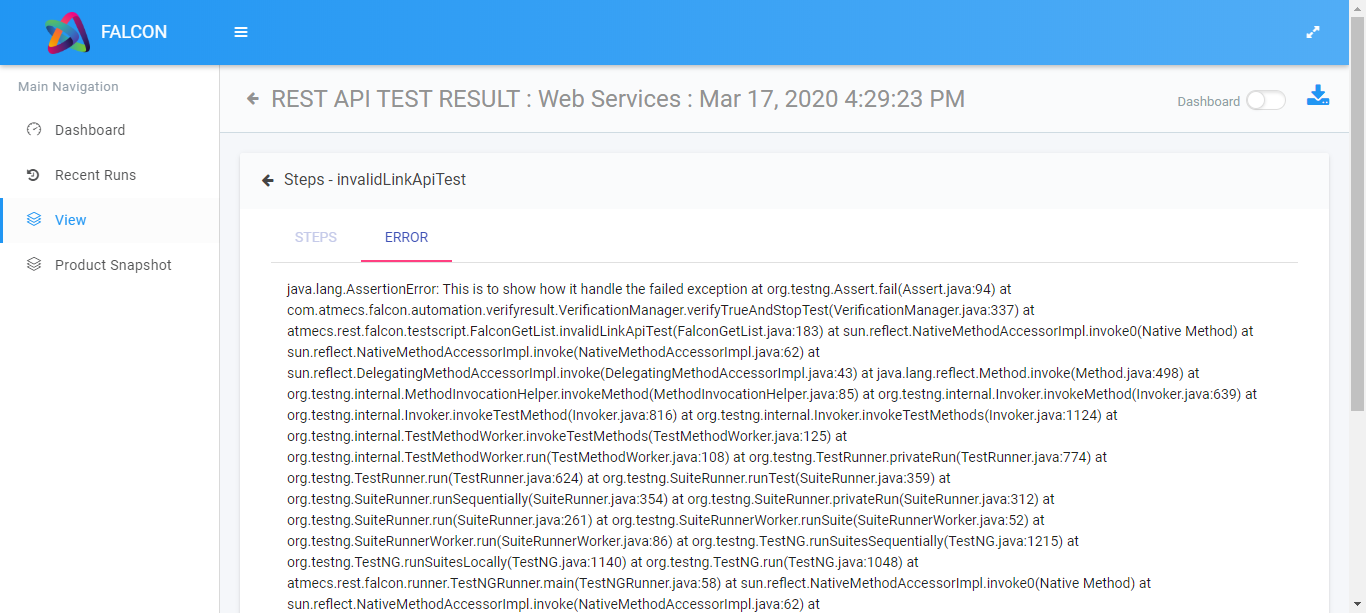 FALCON
Main Navigation
Dashboard
Recent Runs
View
Product Snapshot
REST API TEST RESULT : Web Services : Mar 17, 2020 4:29:23 PM
Dashboard
Steps - invalidLinkApiTest
STEPS
ERROR
java.lang.AssertionError: This is to show how it handle the failed exception at org.testng.Assert.fail(Assert.java:94) at
com.atmecs.falcon.automation.verifyresult.VerificationManager.verifyTrueAndStopTest(VerificationManager.java:337) at
atmecs.rest.falcon.testscript.FalconGetList.invalidLinkApiTest(FalconGetList.java:183) at sun.reflect.NativeMethodAccessorImpl.invoke0(Native Method) at
sun.reflect.NativeMethodAccessorImpl.invoke(NativeMethodAccessorImpl.java:62) at
sun.reflect.DelegatingMethodAccessorImpl.invoke(DelegatingMethodAccessorImpl.java:43) at java.lang.reflect.Method.invoke(Method.java:498) at
org.testng.internal.MethodInvocationHelper.invokeMethod(MethodInvocationHelper.java:85) at org.testng.internal.Invoker.invokeMethod(Invoker.java:639) at
org.testng.internal.Invoker.invokeTestMethod(Invoker.java:816) at org.testng.internal.Invoker.invokeTestMethods(Invoker.java:1124) at
org.testng.internal.TestMethodWorker.invokeTestMethods(TestMethodWorker.java:125) at
org.testng.internal.TestMethodWorker.run(TestMethodWorker.java:108) at org.testng.TestRunner.privateRun(TestRunner.java:774) at
org.testng.TestRunner.run(TestRunner.java:624) at org.testng.SuiteRunner.runTest(SuiteRunner.java:359) at
org.testng.SuiteRunner.runSequentially(SuiteRunner.java:354) at org.testng.SuiteRunner.privateRun(SuiteRunner.java:312) at
org.testng.SuiteRunner.run(SuiteRunner.java:261) at org.testng.SuiteRunnerWorker.runSuite(SuiteRunnerWorker.java:52) at
org.testng.SuiteRunnerWorker.run(SuiteRunnerWorker.java:86) at org.testng.TestNG.runSuitesSequentially(TestNG.java:1215) at
org.testng.TestNG.runSuitesLocally(TestNG.java:1140) at org.testng.TestNG.run(TestNG.java:1048) at
atmecs.rest.falcon.runner.TestNGRunner.main(TestNGRunner.java:58) at sun.reflect.NativeMethodAccessorImpl.invoke0(Native Method) at
sun.reflect.NativeMethodAccessorImpl.invoke(NativeMethodAccessorImpl.java:62) at